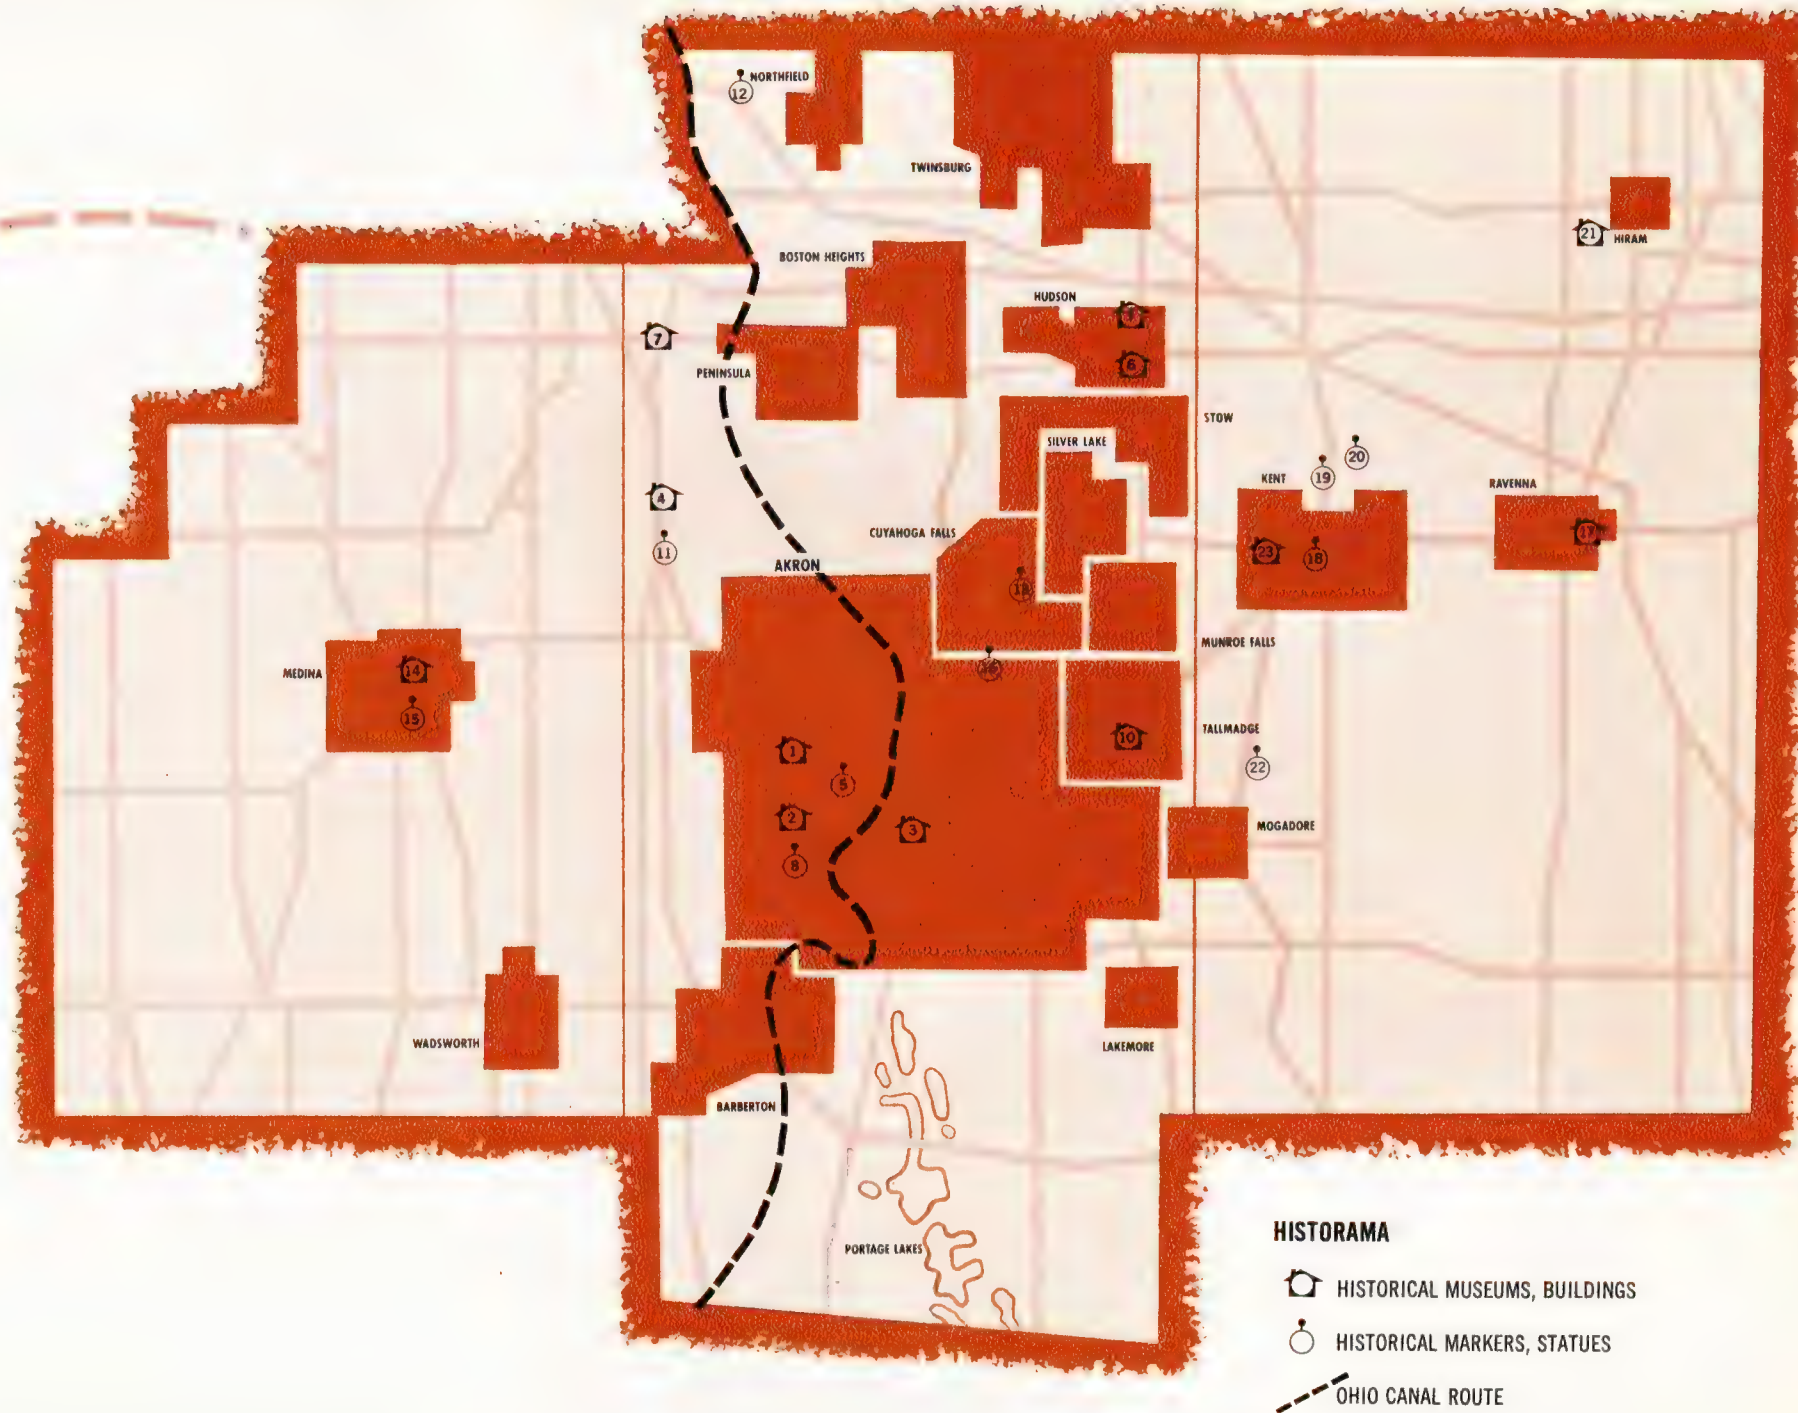 NORTHFIELD
12
TWINSBURG
21
HIRAM
BOSTON HEIGHTS
HUDSON
7
6
PENINSULA
STOW
SILVER LAKE
20
19
KENT
RAVENNA
4
11
CUYAHOGA FALLS
17
23
18
AKRON
13
MUNROE FALLS
MEDINA
14
15
16
1
5
10
TALLMADGE
22
2
3
8
MOGADORE
WADSWORTH
LAKEMORE
BARBERTON
PORTAGE LAKES
HISTORAMA
HISTORICAL MUSEUMS, BUILDINGS
HISTORICAL MARKERS, STATUES
OHIO CANAL ROUTE